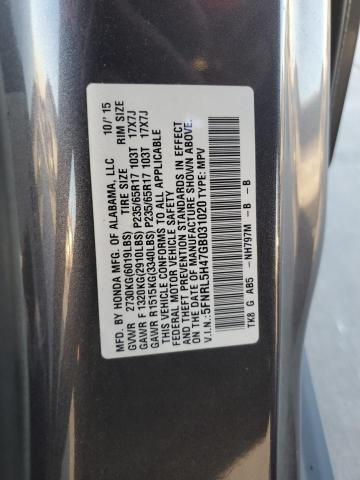 MFD. BY HONDA MFG. OF ALABAMA, LLC 10/ 15
TIRE SIZE RIM SIZE
GVWR 2730KG(6019LBS)
GAWR F 1320KG(2910LBS) P235/65R17 103T 17X7J
GAWR R1515KG(3340LBS) P235/65R17 103T 17X7J
THIS VEHICLE CONFORMS TO ALL APPLICABLE
FEDERAL MOTOR VEHICLE SAFETY
AND THEFT PREVENTION STANDARDS IN EFFECT
ON THE DATE OF MANUFACTURE SHOWN ABOVE.
V.I.N.: 5FNRL5H47GB031020 TYPE: MPV
TK8 G AB5 - NH797M - B - B